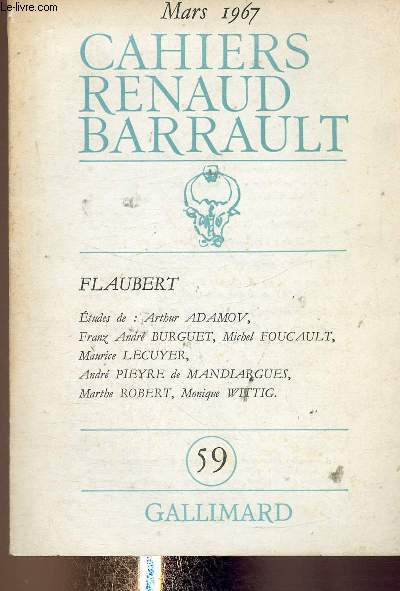 Le-livre.com
Mars 1967
CAHIERS
RENAUD
BARRAULT
FLAUBERT
Études de : Arthur ADAMOV,
Franz André BURGUET, Michel FOUCAULT,
Maurice LECUYER,
André PIEYRE de MANDIARGUES,
Marthe ROBERT, Monique WITTIG.
59
GALLIMARD